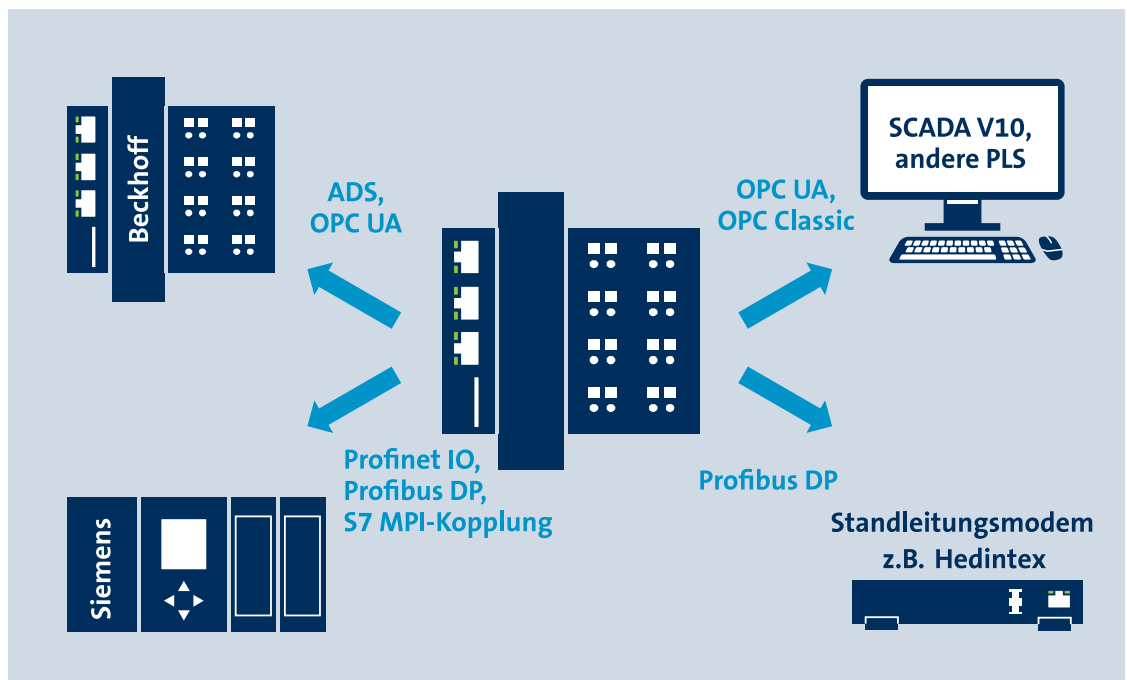 Beckhoff
ADS,
OPC UA
OPC UA,
OPC Classic
SCADA V10,
andere PLS
Profinet IO,
Profibus DP,
S7 MPI-Kopplung
Profibus DP
Siemens
Standleitungsmodem
z.B. Hedintex